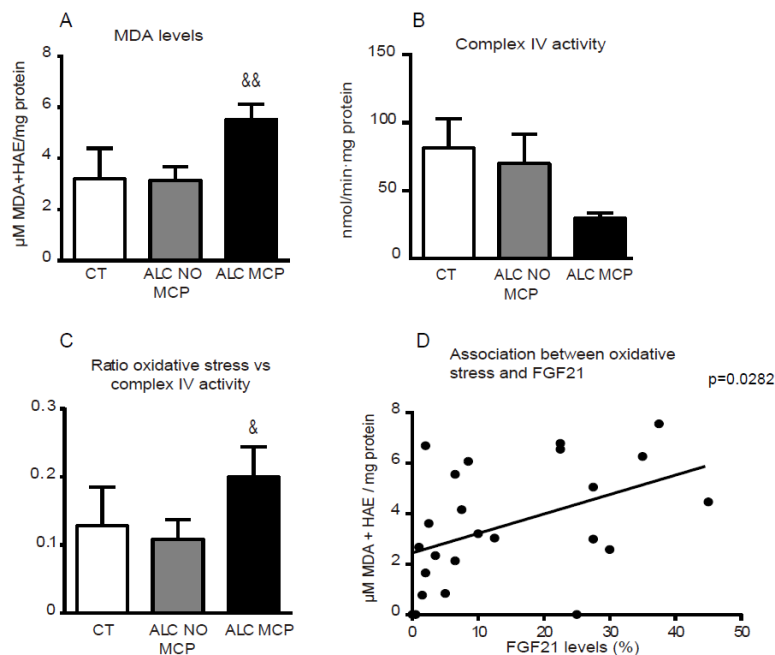 A
MDA levels
&&
8
6
4
2
0
µM MDA+HAE/mg protein
CT
ALC NO
MCP
ALC MCP
B
Complex IV activity
150
100
50
0
nmol/min·mg protein
CT
ALC NO
MCP
ALC MCP
C
Ratio oxidative stress vs
complex IV activity
&
0.3
0.2
0.1
0
CT
ALC NO
MCP
ALC MCP
D
Association between oxidative
stress and FGF21
p=0.0282
8
6
4
2
0
µM MDA + HAE / mg protein
0 10 20 30 40 50
FGF21 levels (%)